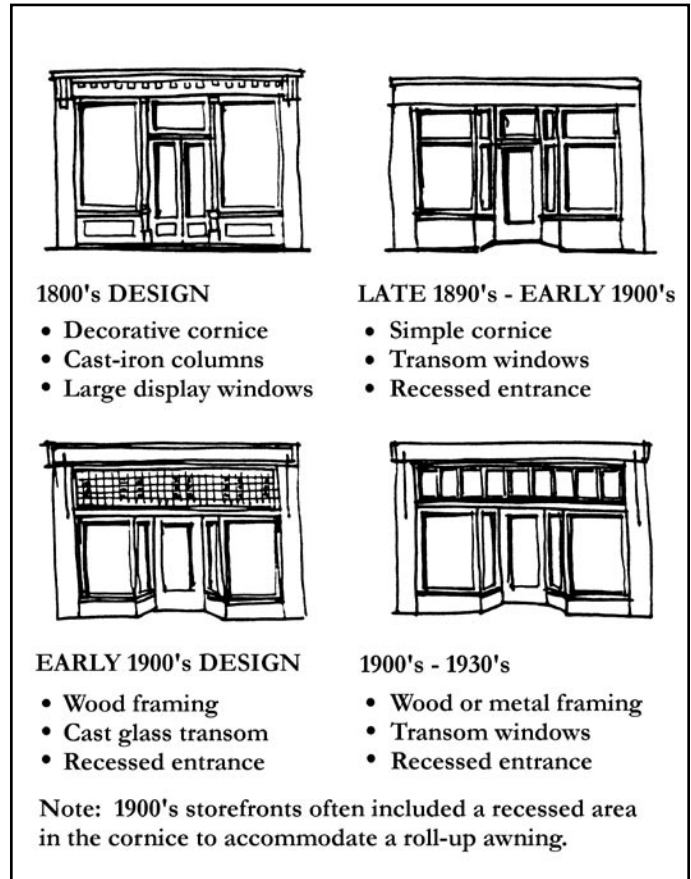 1800's DESIGN
• Decorative cornice
• Cast-iron columns
• Large display windows
LATE 1890's - EARLY 1900's
• Simple cornice
• Transom windows
• Recessed entrance
EARLY 1900's DESIGN
• Wood framing
• Cast glass transom
• Recessed entrance
1900's - 1930's
• Wood or metal framing
• Transom windows
• Recessed entrance
Note: 1900's storefronts often included a recessed area
in the cornice to accommodate a roll-up awning.